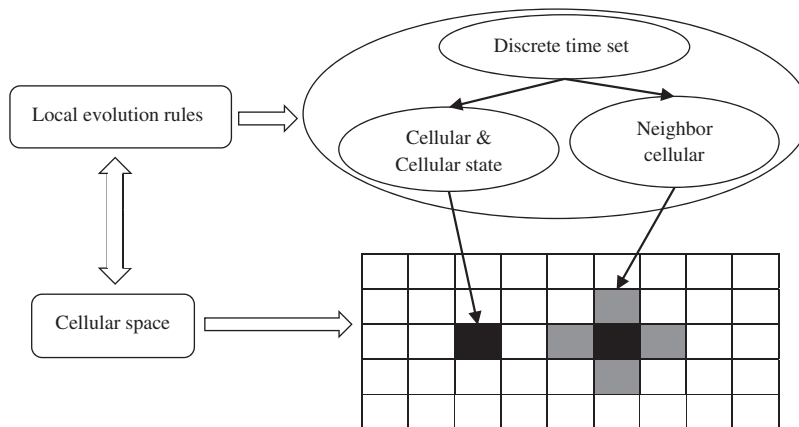 Discrete time set
Local evolution rules
Cellular &
Cellular state
Neighbor
cellular
Cellular space